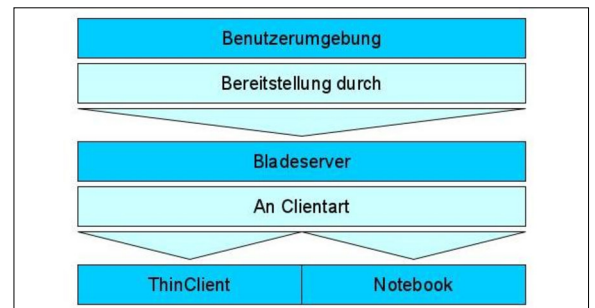 Benutzerumgebung
Bereitstellung durch
Bladeserver
An Clientart
ThinClient Notebook